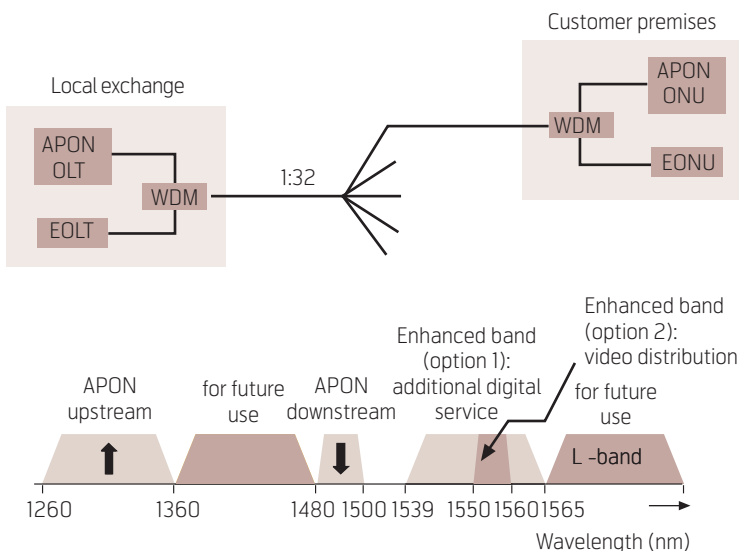 Customer premises
Local exchange
APON
OLT
EOLT
WDM
1:32
WDM
APON
ONU
EONU
Enhanced band
(option 2):
video distribution
Enhanced band
(option 1):
additional digital
service
APON
upstream
for future
use
APON
downstream
for future
use
L -band
1260
1360
1480
1500
1539
1550
1560
1565
Wavelength (nm)